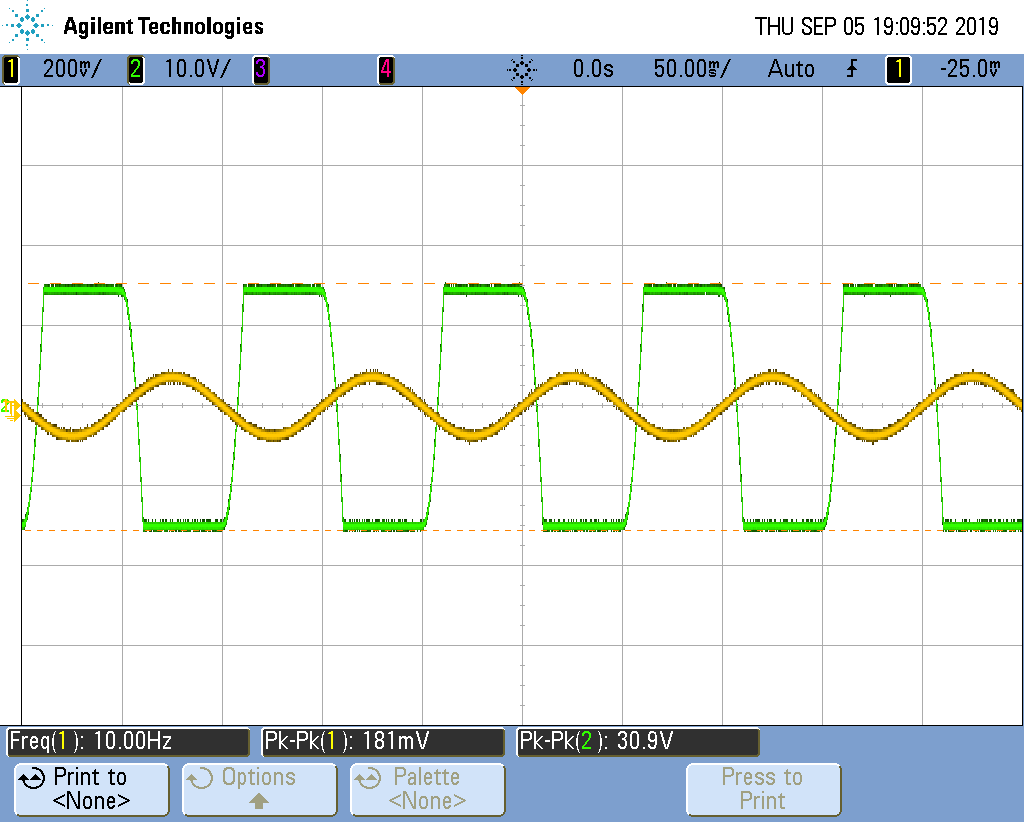 Agilent Technologies THU SEP 05 19:09:52 2019
1 200mV/ 2 10.0V/ 3 4 0.0s 50.00ms/ Auto 1 -25.0mV
2
Freq(1): 10.00Hz Pk-Pk(1): 181mV Pk-Pk(2): 30.9V
Print to Options Palette Press to
<None> <None> Print